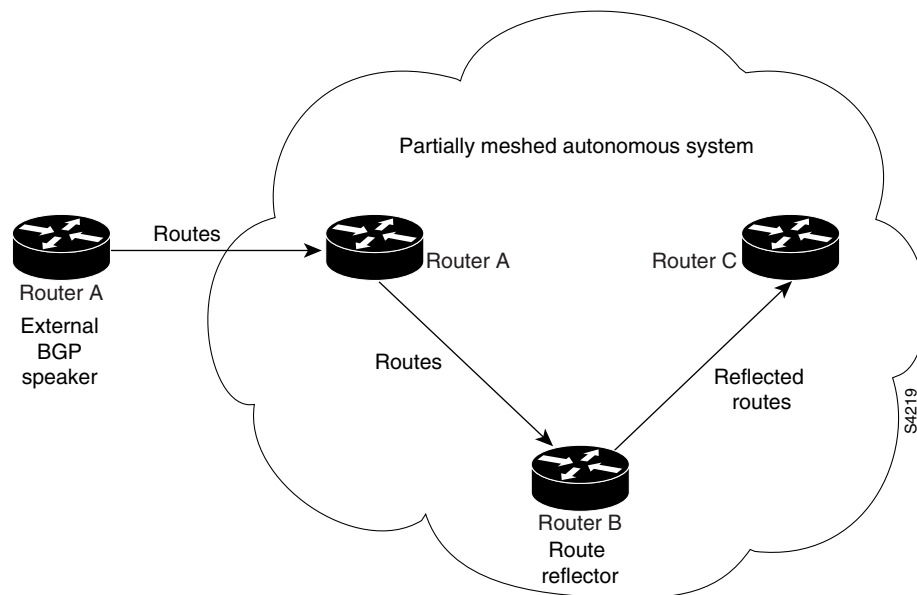 Partially meshed autonomous system
Routes
Router A
External
BGP
speaker
Router A
Router C
Routes
Reflected
routes
Router B
Route
reflector
S4219